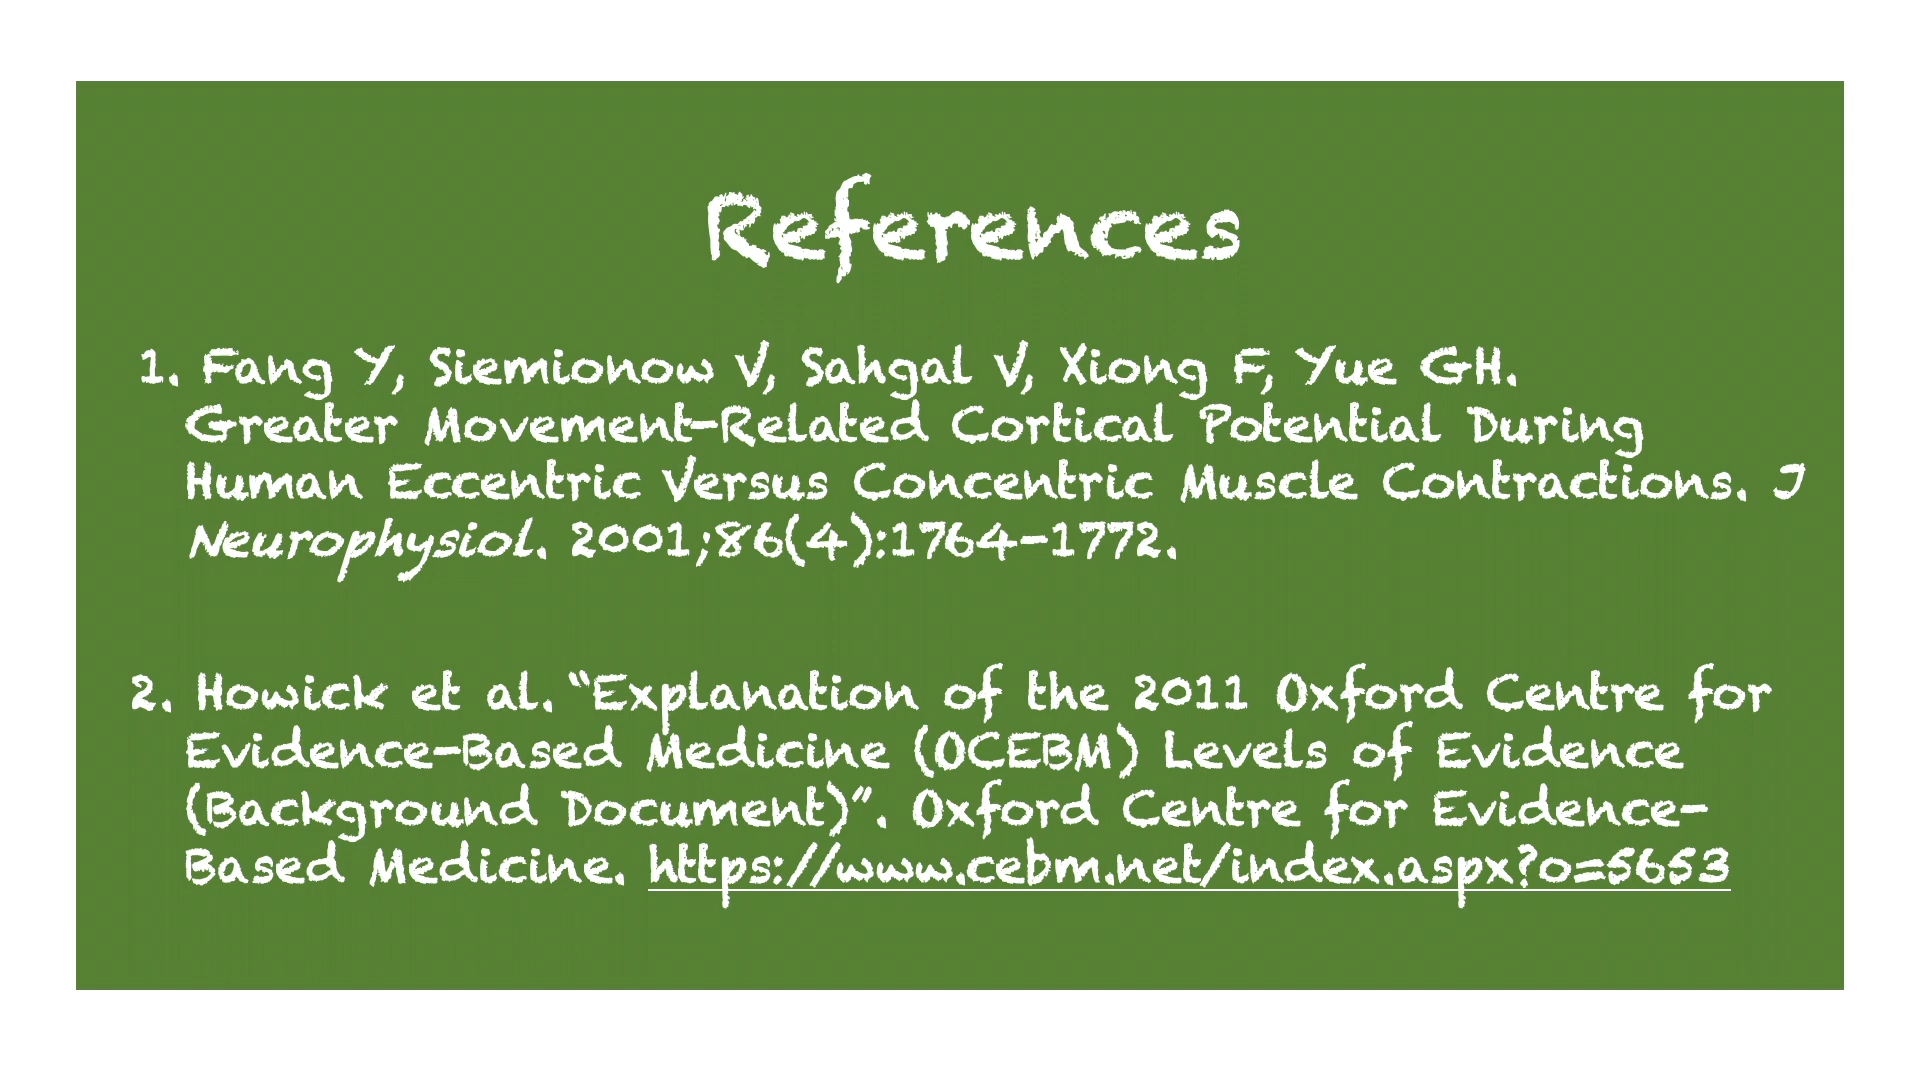 References
1. Fang Y, Siemionow V, Sahgal V, Xiong F, Yue GH.
Greater Movement-Related Cortical Potential During
Human Eccentric Versus Concentric Muscle Contractions. J
Neurophysiol. 2001;86(4):1764-1772.
2. Howick et al. “Explanation of the 2011 Oxford Centre for
Evidence-Based Medicine (OCEBM) Levels of Evidence
(Background Document)”. Oxford Centre for Evidence-
Based Medicine. https://www.cebm.net/index.aspx?o=5653